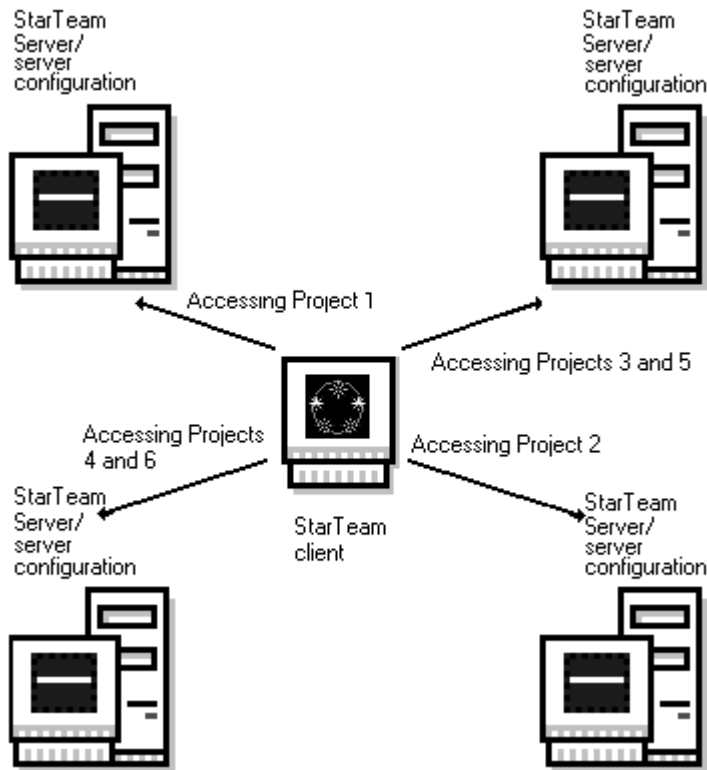 StarTeam
Server/
server
configuration
StarTeam
Server/
server
configuration
Accessing Project 1
Accessing Projects 3 and 5
Accessing Projects
4 and 6
Accessing Project 2
StarTeam
client
StarTeam
Server/
server
configuration
StarTeam
Server/
server
configuration